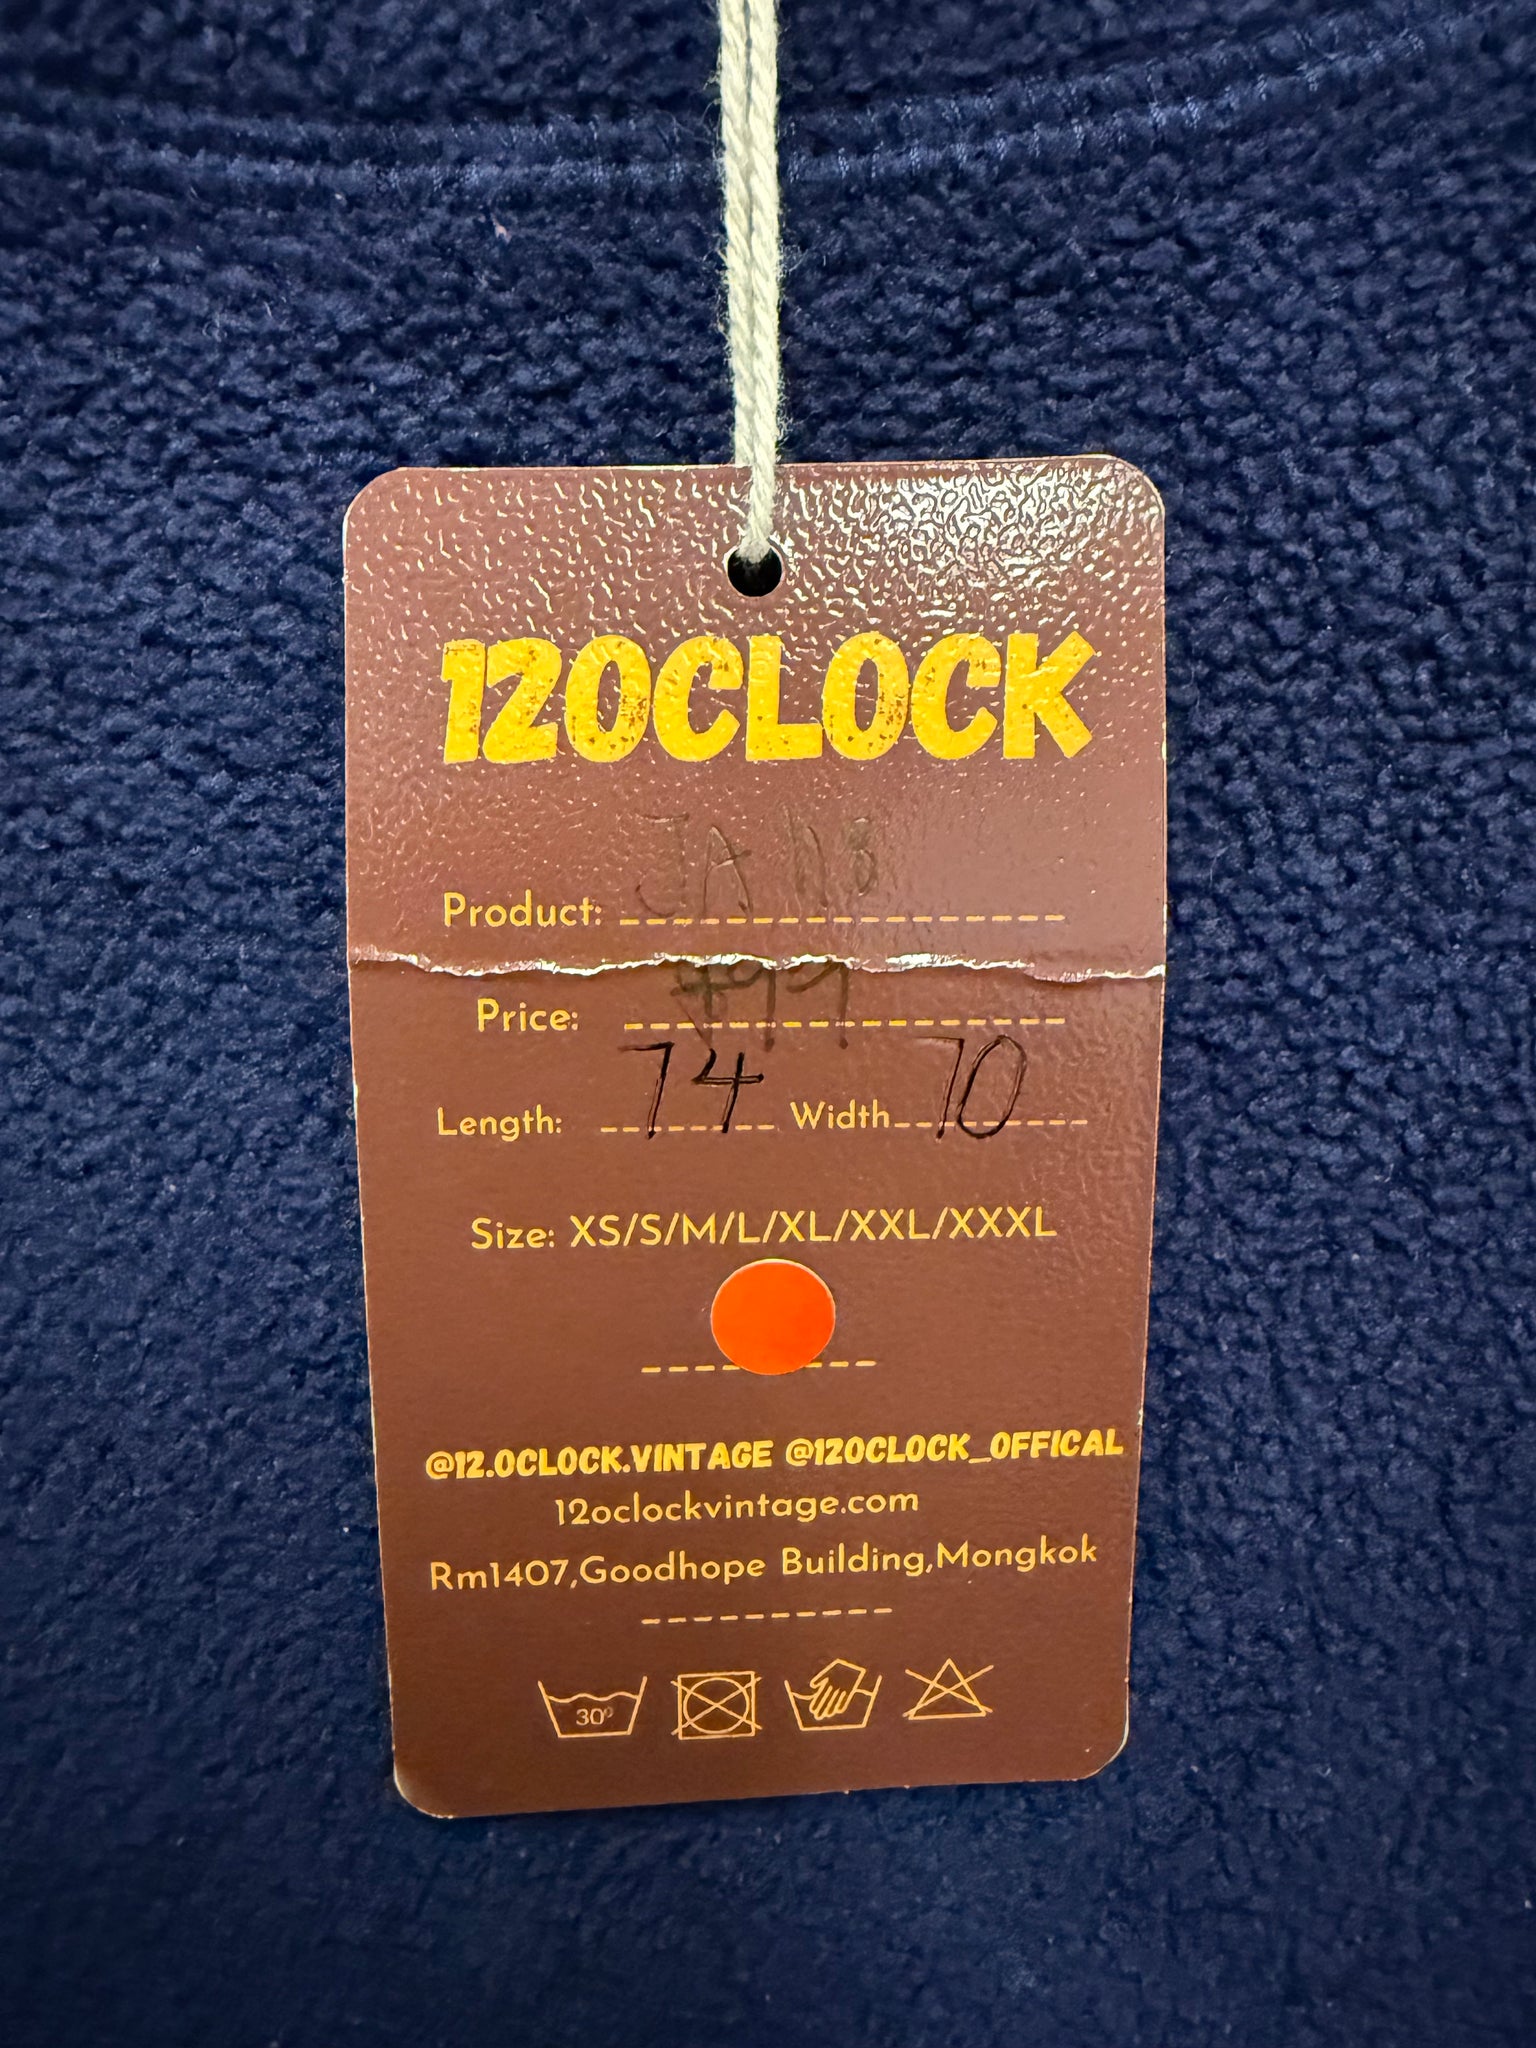 12OCLOCK
Product:
Price:
Length: 74 Width 70
Size: XS/S/M/L/XL/XXL/XXXL
@12.OCLOCK.VINTAGE @12OCLOCK_OFFICAL
12oclockvintage.com
Rm1407,Goodhope Building,Mongkok
30°